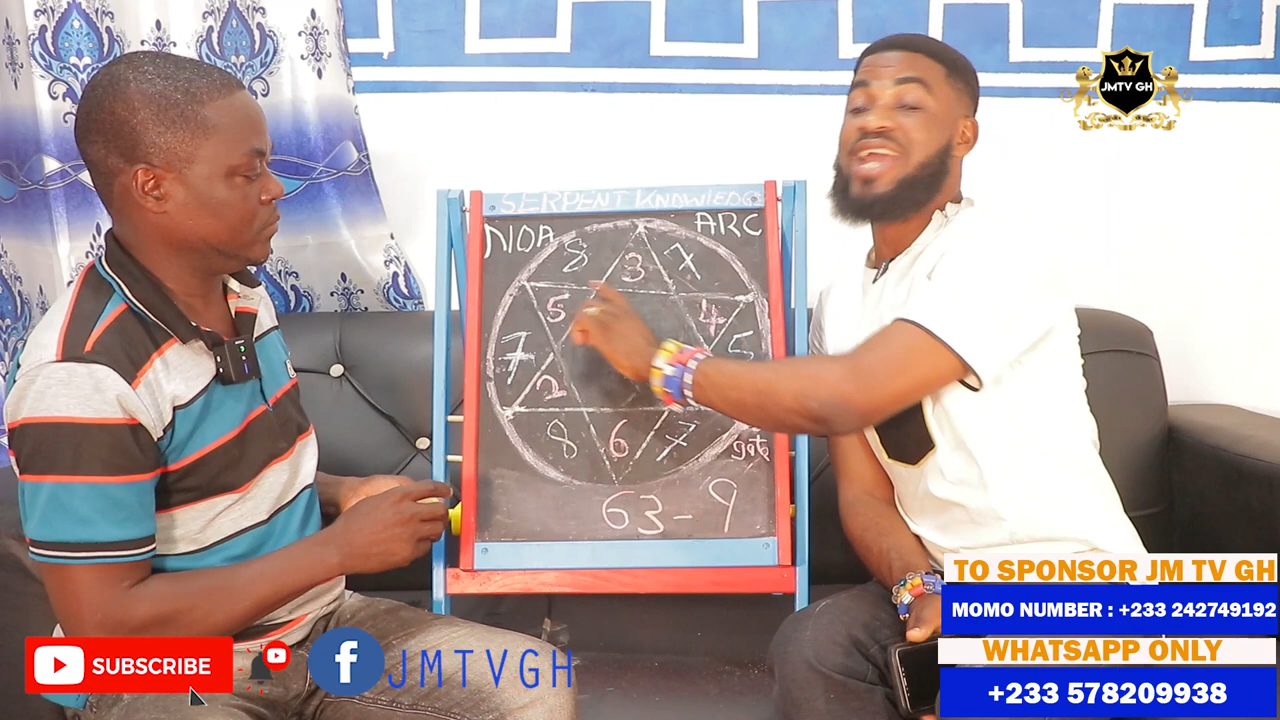 JMTV GH
SERPENT KNOWLEDGE
NOA
ARC
8
3
7
5
4
7
5
2
8
6
7
gate
63-9
SUBSCRIBE
f JMTVGH
TO SPONSOR JM TV GH
MOMO NUMBER : +233 242749192
WHATSAPP ONLY
+233 578209938